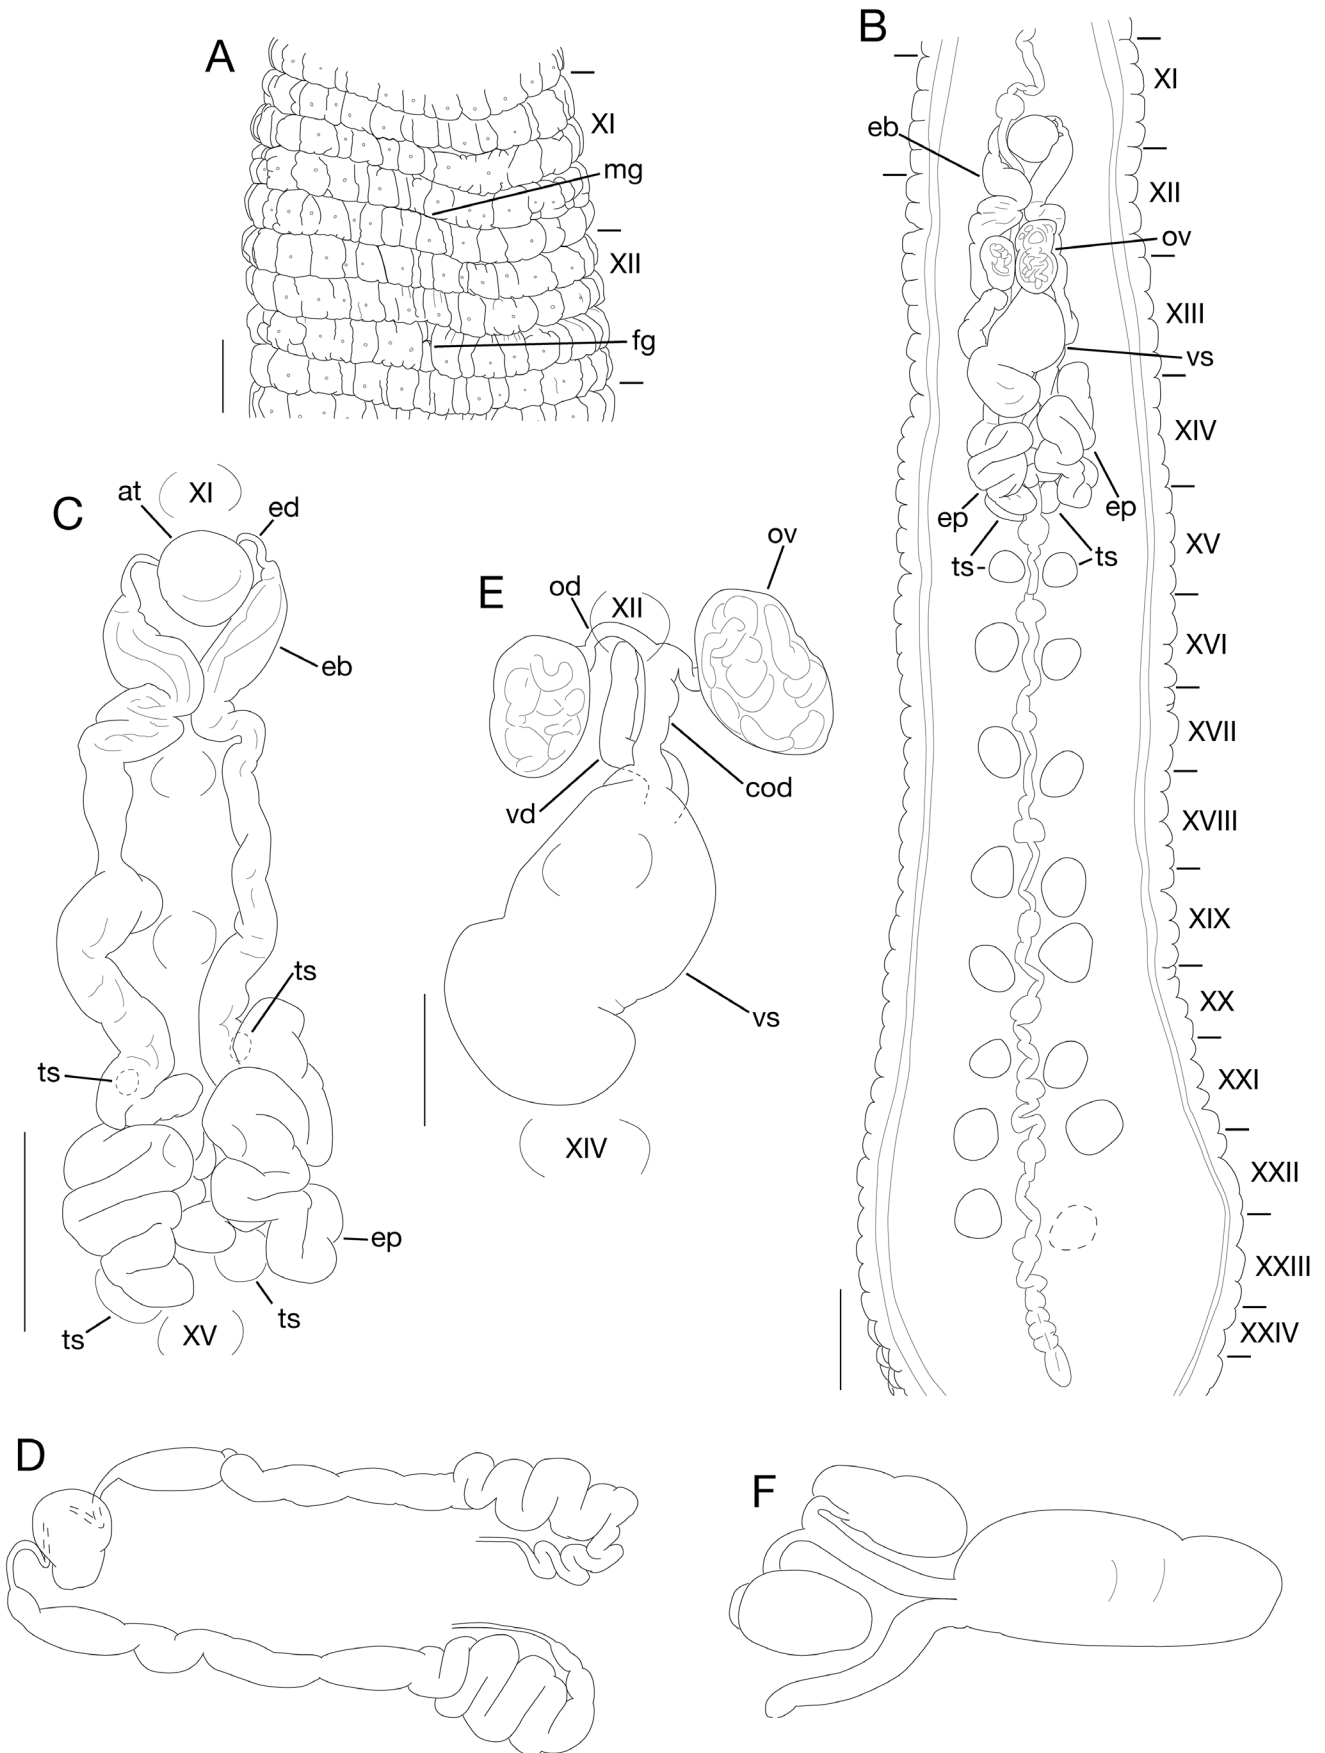 A
XI
mg
XII
fg
B
XI
eb
XII
ov
XIII
vs
XIV
ep
ep
ts
ts
XV
XVI
XVII
XVIII
XIX
XX
XXI
XXII
XXIII
XXIV
C
at
XI
ed
eb
ts
ts
ep
ts
XV
ts
E
od
XII
ov
vd
cod
vs
XIV
D
F